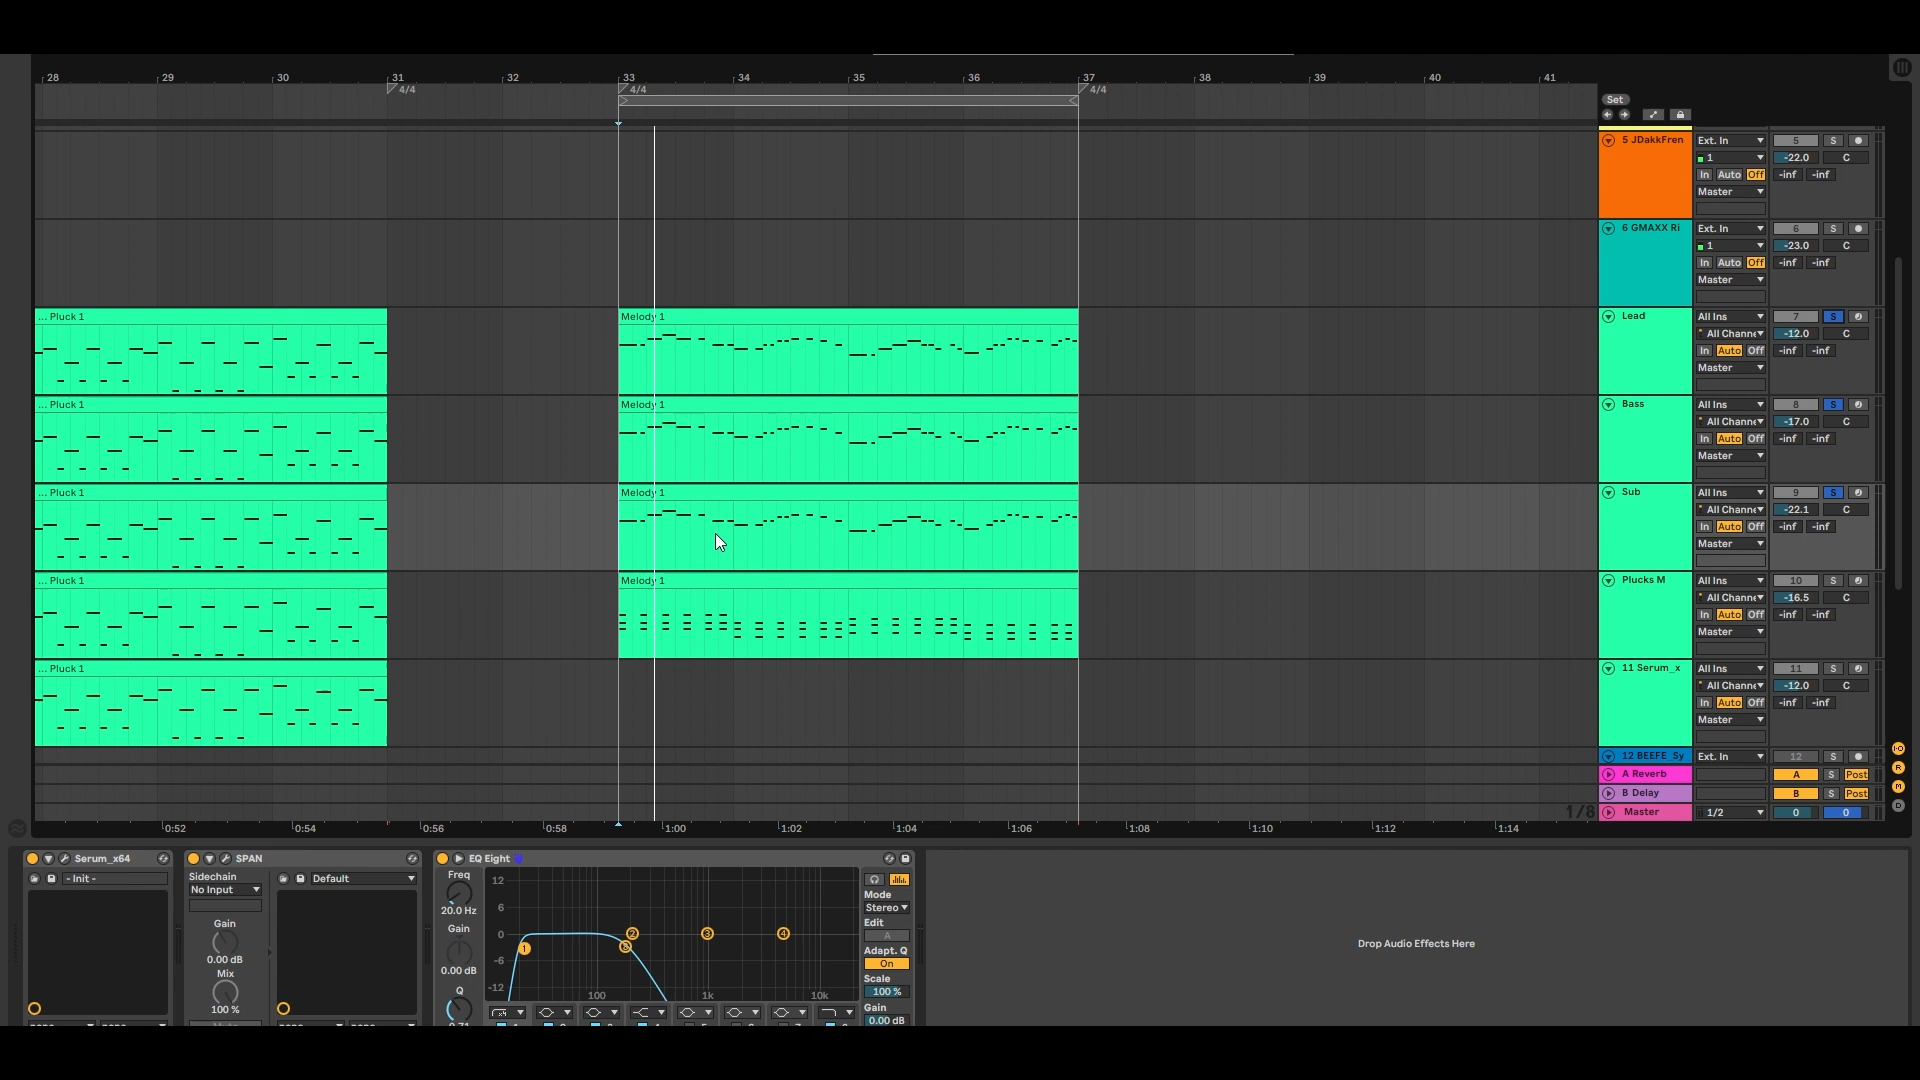 28 29 30 31 32 33 34 35 36 37 38 39 40 41
4/4 4/4 4/4
Set
5 JDakkFren Ext. In 5 S
1 -22.0 C
In Auto Off -inf -inf
Master
6 GMAXX Ri Ext. In 6 S
1 -23.0 C
In Auto Off -inf -inf
Master
... Pluck 1 Melody 1 Lead All Ins 7 S
All Channe -12.0 C
In Auto Off -inf -inf
Master
... Pluck 1 Melody 1 Bass All Ins 8 S
All Channe -17.0 C
In Auto Off -inf -inf
Master
... Pluck 1 Melody 1 Sub All Ins 9 S
All Channe -22.1 C
In Auto Off -inf -inf
Master
... Pluck 1 Melody 1 Plucks M All Ins 10 S
All Channe -16.5 C
In Auto Off -inf -inf
Master
... Pluck 1 11 Serum_x All Ins 11 S
All Channe -12.0 C
In Auto Off -inf -inf
Master
12 BEEFE_Sy Ext. In 12 S
A Reverb A S Post
B Delay B S Post
1/8 Master 1/2 0 0
0:52 0:54 0:56 0:58 1:00 1:02 1:04 1:06 1:08 1:10 1:12 1:14
I·O
R
M
D
Serum_x64
- Init -
SPAN
Sidechain
No Input
Default
Gain
0.00 dB
Mix
100 %
EQ Eight
Freq
20.0 Hz
Gain
0.00 dB
Q
12
6
0
-6
-12
1 2 8 3 4
100 1k 10k
Mode
Stereo
Edit
A
Adapt. Q
On
Scale
100 %
Gain
0.00 dB
Drop Audio Effects Here